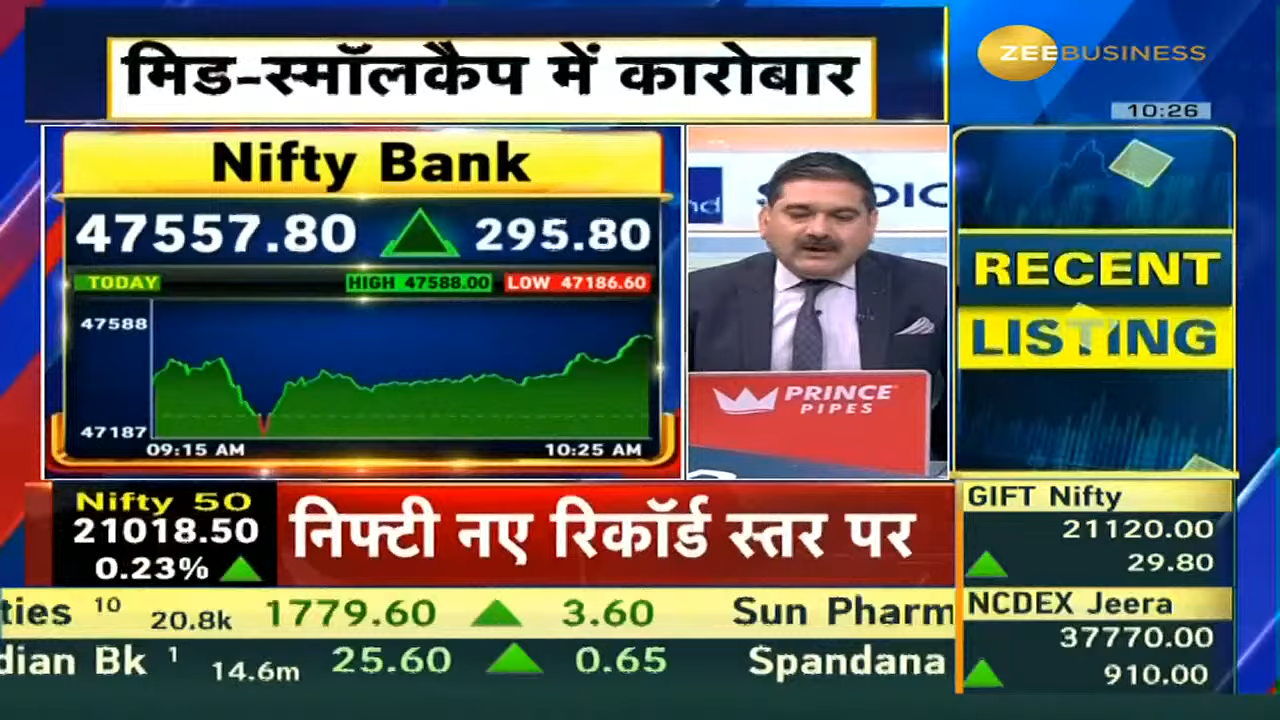 मिड-स्मॉलकैप में कारोबार
ZEEBUSINESS
10:26
Nifty Bank
47557.80 295.80
TODAY HIGH 47588.00 LOW 47186.60
47588
47187
09:15 AM 10:25 AM
PRINCE
PIPES
RECENT
LISTING
Nifty 50
21018.50
0.23%
निफ्टी नए रिकॉर्ड स्तर पर
GIFT Nifty
21120.00
29.80
NCDEX Jeera
37770.00
910.00
ties 10 20.8k 1779.60 3.60 Sun Pharm
dian Bk 1 14.6m 25.60 0.65 Spandana